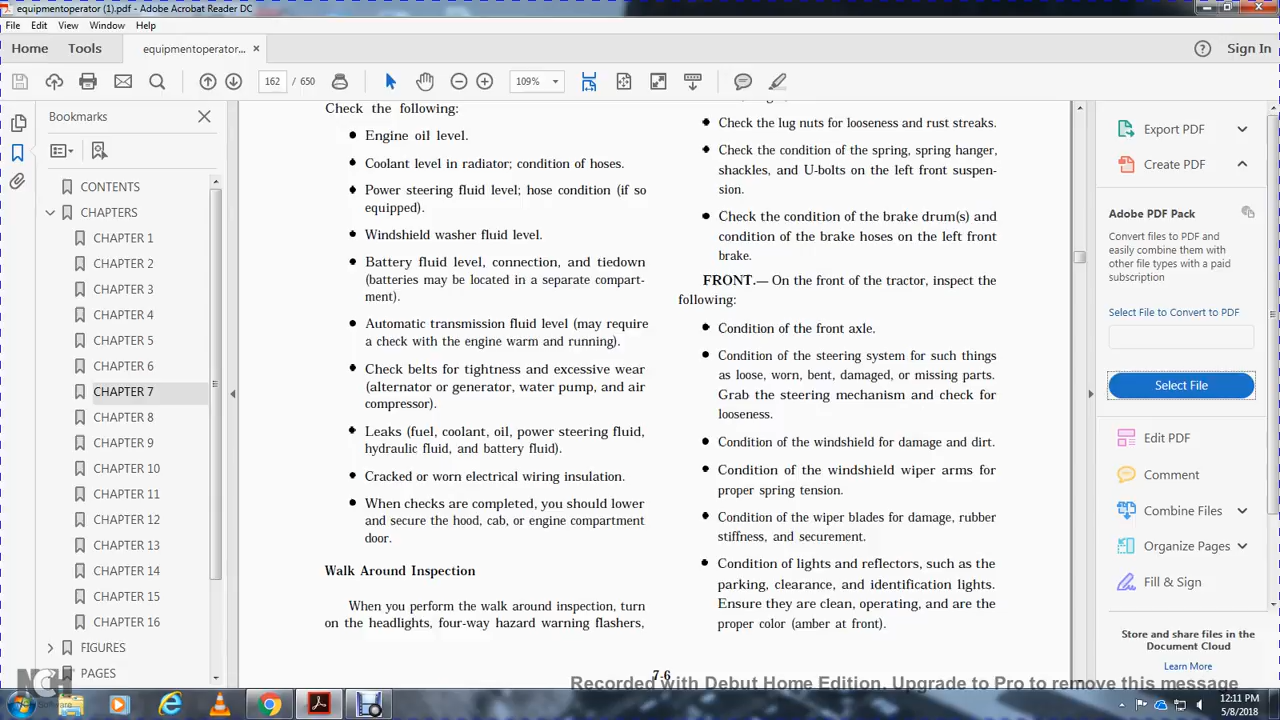 equipmentoperator (1).pdf - Adobe Acrobat Reader DC
File Edit View Window Help
Home Tools equipmentoperator... × Sign In
162 / 650 109%
Bookmarks
CONTENTS
CHAPTERS
CHAPTER 1
CHAPTER 2
CHAPTER 3
CHAPTER 4
CHAPTER 5
CHAPTER 6
CHAPTER 7
CHAPTER 8
CHAPTER 9
CHAPTER 10
CHAPTER 11
CHAPTER 12
CHAPTER 13
CHAPTER 14
CHAPTER 15
CHAPTER 16
FIGURES
PAGES
Check the following:
• Engine oil level.
• Coolant level in radiator; condition of hoses.
• Power steering fluid level; hose condition (if so
equipped).
• Windshield washer fluid level.
• Battery fluid level, connection, and tiedown
(batteries may be located in a separate compart-
ment).
• Automatic transmission fluid level (may require
a check with the engine warm and running).
• Check belts for tightness and excessive wear
(alternator or generator, water pump, and air
compressor).
• Leaks (fuel, coolant, oil, power steering fluid,
hydraulic fluid, and battery fluid).
• Cracked or worn electrical wiring insulation.
• When checks are completed, you should lower
and secure the hood, cab, or engine compartment
door.
Walk Around Inspection
When you perform the walk around inspection, turn
on the headlights, four-way hazard warning flashers,
• Check the lug nuts for looseness and rust streaks.
• Check the condition of the spring, spring hanger,
shackles, and U-bolts on the left front suspen-
sion.
• Check the condition of the brake drum(s) and
condition of the brake hoses on the left front
brake.
FRONT.— On the front of the tractor, inspect the
following:
• Condition of the front axle.
• Condition of the steering system for such things
as loose, worn, bent, damaged, or missing parts.
Grab the steering mechanism and check for
looseness.
• Condition of the windshield for damage and dirt.
• Condition of the windshield wiper arms for
proper spring tension.
• Condition of the wiper blades for damage, rubber
stiffness, and securement.
• Condition of lights and reflectors, such as the
parking, clearance, and identification lights.
Ensure they are clean, operating, and are the
proper color (amber at front).
7-6
Export PDF
Create PDF
Adobe PDF Pack
Convert files to PDF and
easily combine them with
other file types with a paid
subscription
Select File to Convert to PDF
Select File
Edit PDF
Comment
Combine Files
Organize Pages
Fill & Sign
Store and share files in the
Document Cloud
Learn More
NCH Software
Recorded with Debut Home Edition. Upgrade to Pro to remove this message
12:11 PM
5/8/2018